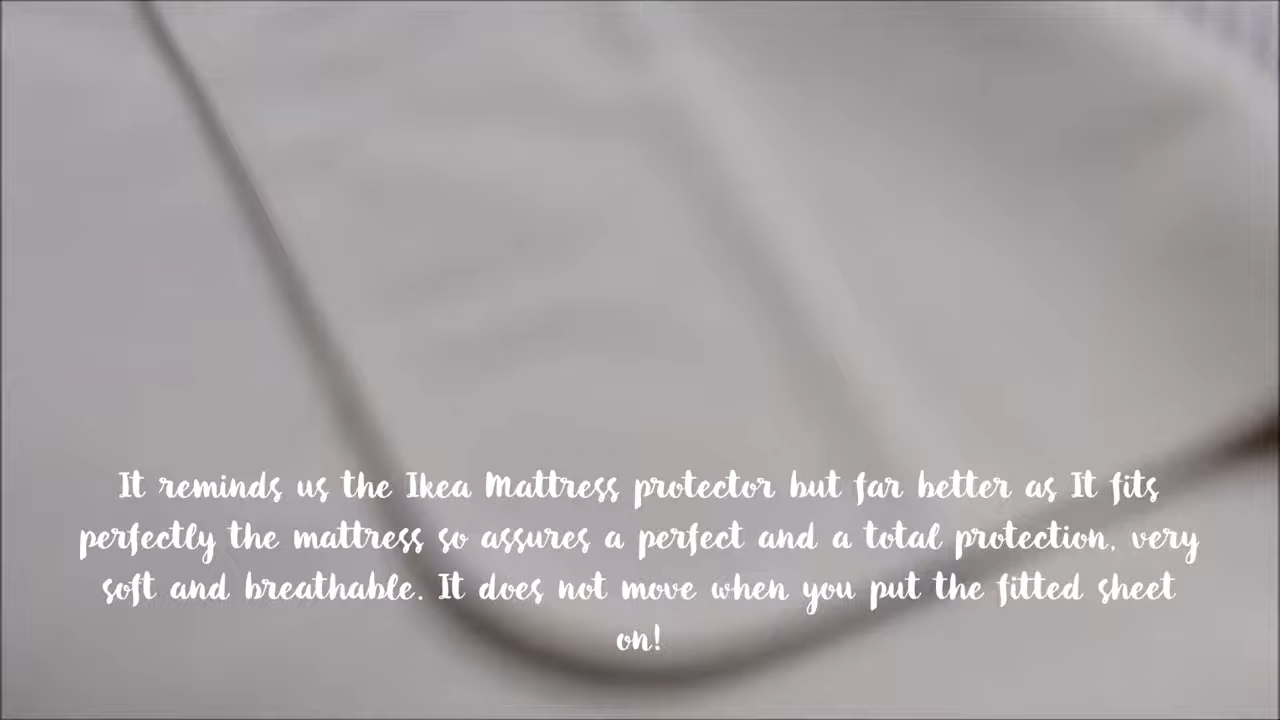 It reminds us the Ikea Mattress protector but far better as It fits
perfectly the mattress so assures a perfect and a total protection, very
soft and breathable. It does not move when you put the fitted sheet
on!